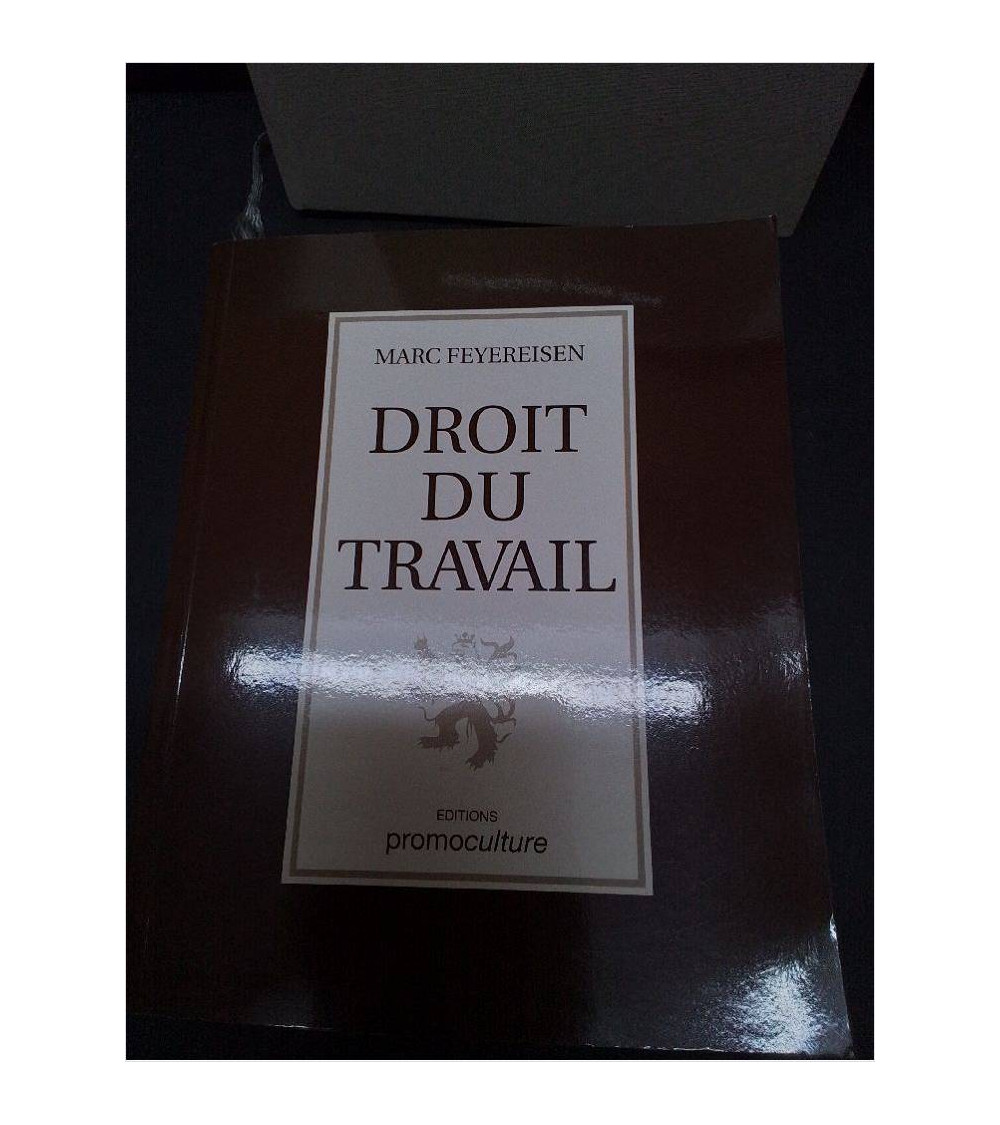 MARC FEYEREISEN
DROIT
DU
TRAVAIL
EDITIONS
promoculture